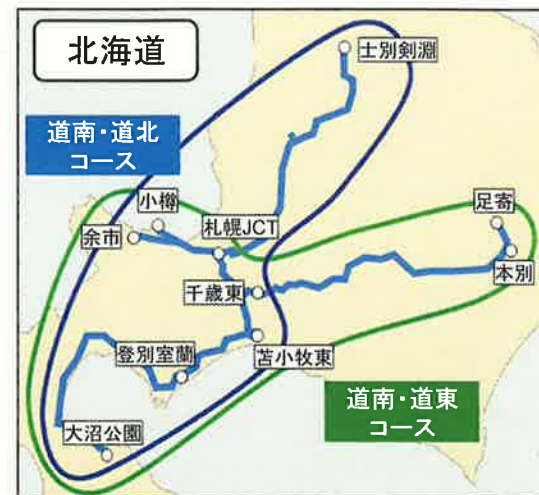 北海道
士別剣淵
道南・道北
コース
小樽
余市
札幌JCT
足寄
本別
千歳東
登別室蘭
苫小牧東
大沼公園
道南・道東
コース